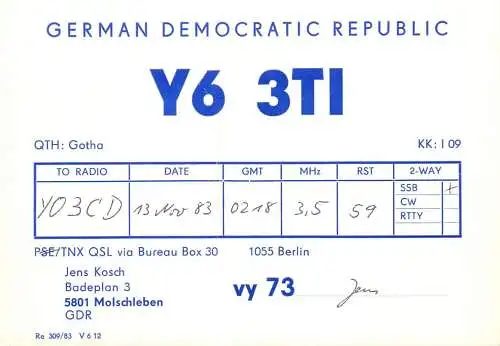 GERMAN DEMOCRATIC REPUBLIC
Y6 3TI
QTH: Gotha KK: I 09
TO RADIO DATE GMT MHz RST 2-WAY
YO3CD 13 Nov 83 0218 3,5 59 SSB +
CW
RTTY
PSE/TNX QSL via Bureau Box 30 1055 Berlin
Jens Kosch
Badeplan 3
5801 Molschleben
GDR
vy 73 Jens
Re 309/83 V 6 12